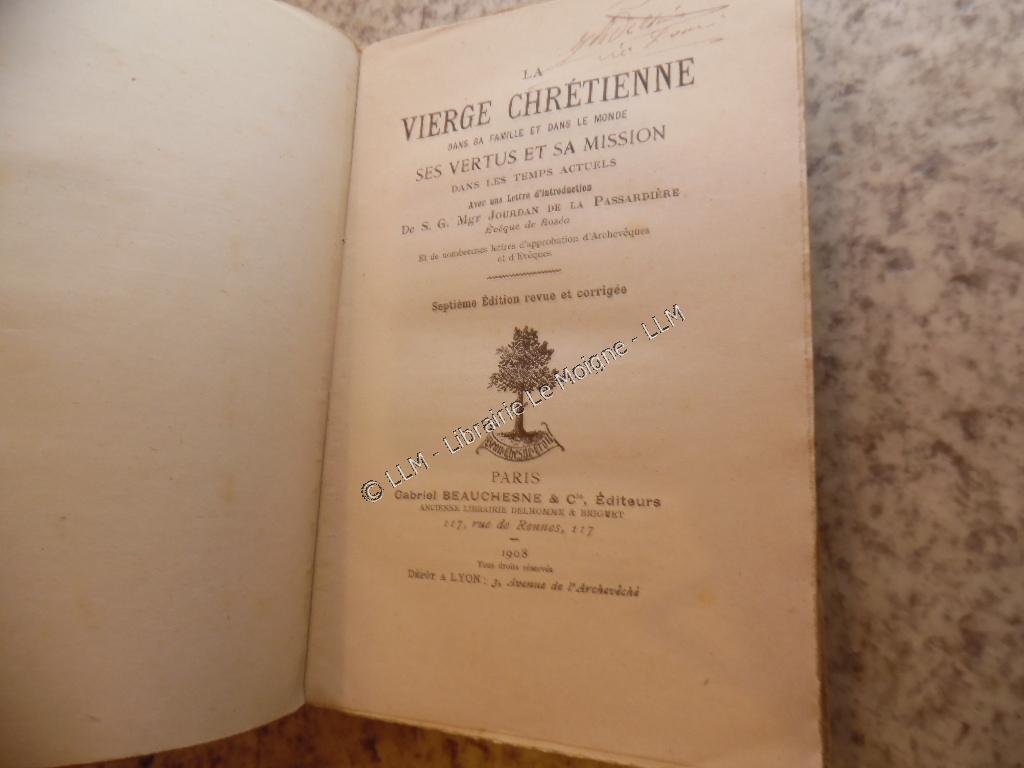 LA
VIERGE CHRÉTIENNE
DANS SA FAMILLE ET DANS LE MONDE
SES VERTUS ET SA MISSION
DANS LES TEMPS ACTUELS
Avec une Lettre d'introduction
De S. G. Mgr JOURDAN DE LA PASSARDIÈRE
Évêque de Roséa
Et de nombreuses lettres d'approbation d'Archevêques
et d'Evêques
Septième Édition revue et corrigée
© LLM - Librairie Le Moigne - LLM
PARIS
Gabriel BEAUCHESNE & Cie, Éditeurs
ANCIENNE LIBRAIRIE DELHOMME & BRIGUET
117, rue de Rennes, 117
1908
Tous droits réservés
DÉPÔT A LYON : 3, Avenue de l'Archevêché